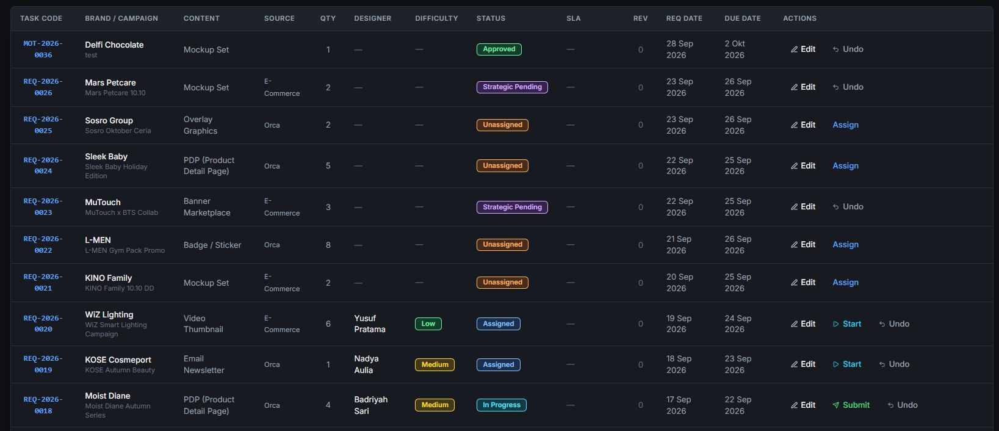 TASK CODE BRAND / CAMPAIGN CONTENT SOURCE QTY DESIGNER DIFFICULTY STATUS SLA REV REQ DATE DUE DATE ACTIONS
MOT-2026-0036 Delfi Chocolate test Mockup Set 1 — — Approved — 0 28 Sep 2026 2 Okt 2026 Edit Undo
REQ-2026-0026 Mars Petcare Mars Petcare 10.10 Mockup Set E-Commerce 2 — — Strategic Pending — 0 23 Sep 2026 26 Sep 2026 Edit Undo
REQ-2026-0025 Sosro Group Sosro Oktober Ceria Overlay Graphics Orca 2 — — Unassigned — 0 23 Sep 2026 26 Sep 2026 Edit Assign
REQ-2026-0024 Sleek Baby Sleek Baby Holiday Edition PDP (Product Detail Page) Orca 5 — — Unassigned — 0 22 Sep 2026 25 Sep 2026 Edit Assign
REQ-2026-0023 MuTouch MuTouch x BTS Collab Banner Marketplace E-Commerce 3 — — Strategic Pending — 0 22 Sep 2026 25 Sep 2026 Edit Undo
REQ-2026-0022 L-MEN L-MEN Gym Pack Promo Badge / Sticker Orca 8 — — Unassigned — 0 21 Sep 2026 26 Sep 2026 Edit Assign
REQ-2026-0021 KINO Family KINO Family 10.10 DD Mockup Set E-Commerce 2 — — Unassigned — 0 20 Sep 2026 25 Sep 2026 Edit Assign
REQ-2026-0020 WiZ Lighting WiZ Smart Lighting Campaign Video Thumbnail E-Commerce 6 Yusuf Pratama Low Assigned — 0 19 Sep 2026 24 Sep 2026 Edit Start Undo
REQ-2026-0019 KOSE Cosmeport KOSE Autumn Beauty Email Newsletter Orca 1 Nadya Aulia Medium Assigned — 0 18 Sep 2026 23 Sep 2026 Edit Start Undo
REQ-2026-0018 Moist Diane Moist Diane Autumn Series PDP (Product Detail Page) Orca 4 Badriyah Sari Medium In Progress — 0 17 Sep 2026 22 Sep 2026 Edit Submit Undo